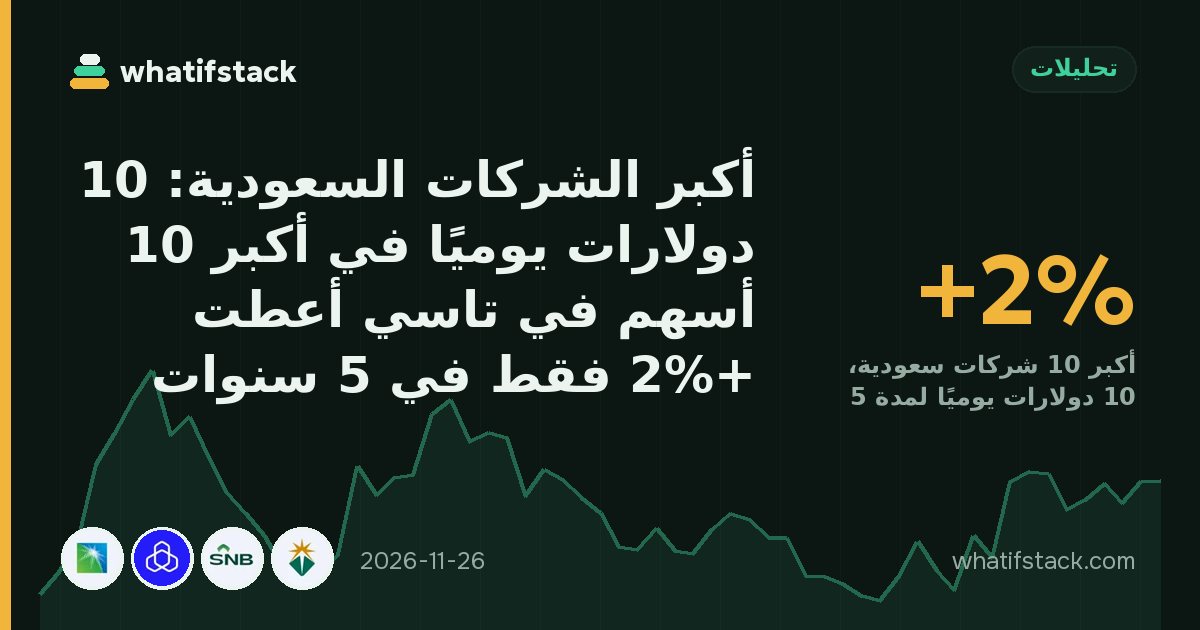 whatifstack
تحليلات
أكبر الشركات السعودية: 10
دولارات يوميًا في أكبر 10
أسهم في تاسي أعطت
+2% فقط في 5 سنوات
+2%
أكبر 10 شركات سعودية،
10 دولارات يوميًا لمدة 5
SNB
2026-11-26
whatifstack.com